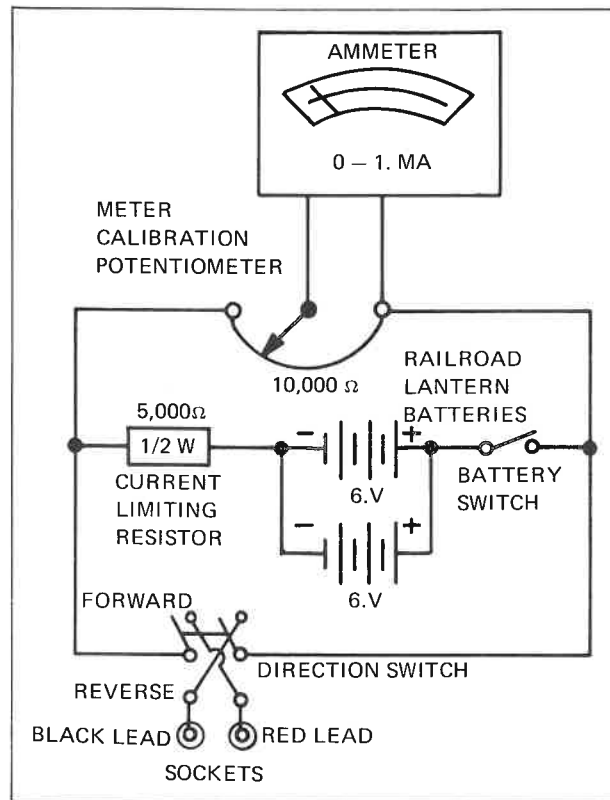 AMMETER
0 – 1. MA
METER
CALIBRATION
POTENTIOMETER
10,000 Ω
RAILROAD
LANTERN
BATTERIES
5,000Ω
1/2 W
CURRENT
LIMITING
RESISTOR
– +
6.V
– +
6.V
BATTERY
SWITCH
FORWARD
DIRECTION SWITCH
REVERSE
BLACK LEAD
RED LEAD
SOCKETS